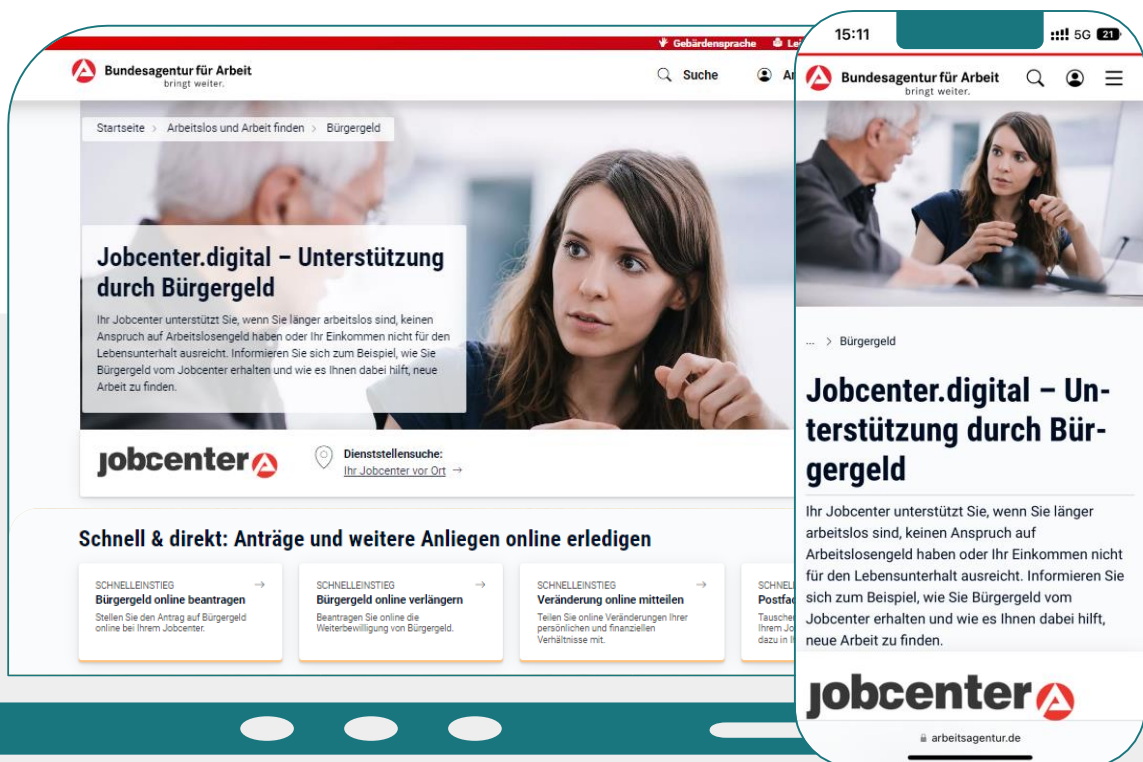 Gebärdensprache
Bundesagentur für Arbeit
bringt weiter.
Suche
Startseite > Arbeitslos und Arbeit finden > Bürgergeld
Jobcenter.digital – Unterstützung
durch Bürgergeld
Ihr Jobcenter unterstützt Sie, wenn Sie länger arbeitslos sind, keinen
Anspruch auf Arbeitslosengeld haben oder Ihr Einkommen nicht für den
Lebensunterhalt ausreicht. Informieren Sie sich zum Beispiel, wie Sie
Bürgergeld vom Jobcenter erhalten und wie es Ihnen dabei hilft, neue
Arbeit zu finden.
jobcenter
Dienststellensuche:
Ihr Jobcenter vor Ort →
Schnell & direkt: Anträge und weitere Anliegen online erledigen
SCHNELLEINSTIEG →
Bürgergeld online beantragen
Stellen Sie den Antrag auf Bürgergeld
online bei Ihrem Jobcenter.
SCHNELLEINSTIEG →
Bürgergeld online verlängern
Beantragen Sie online die
Weiterbewilligung von Bürgergeld.
SCHNELLEINSTIEG →
Veränderung online mitteilen
Teilen Sie online Veränderungen Ihrer
persönlichen und finanziellen
Verhältnisse mit.
SCHNEL
Postfac
Tausche
Ihrem Jo
dazu in I
15:11 5G 21
Bundesagentur für Arbeit
bringt weiter.
... > Bürgergeld
Jobcenter.digital – Un-
terstützung durch Bür-
gergeld
Ihr Jobcenter unterstützt Sie, wenn Sie länger
arbeitslos sind, keinen Anspruch auf
Arbeitslosengeld haben oder Ihr Einkommen nicht
für den Lebensunterhalt ausreicht. Informieren Sie
sich zum Beispiel, wie Sie Bürgergeld vom
Jobcenter erhalten und wie es Ihnen dabei hilft,
neue Arbeit zu finden.
jobcenter
arbeitsagentur.de